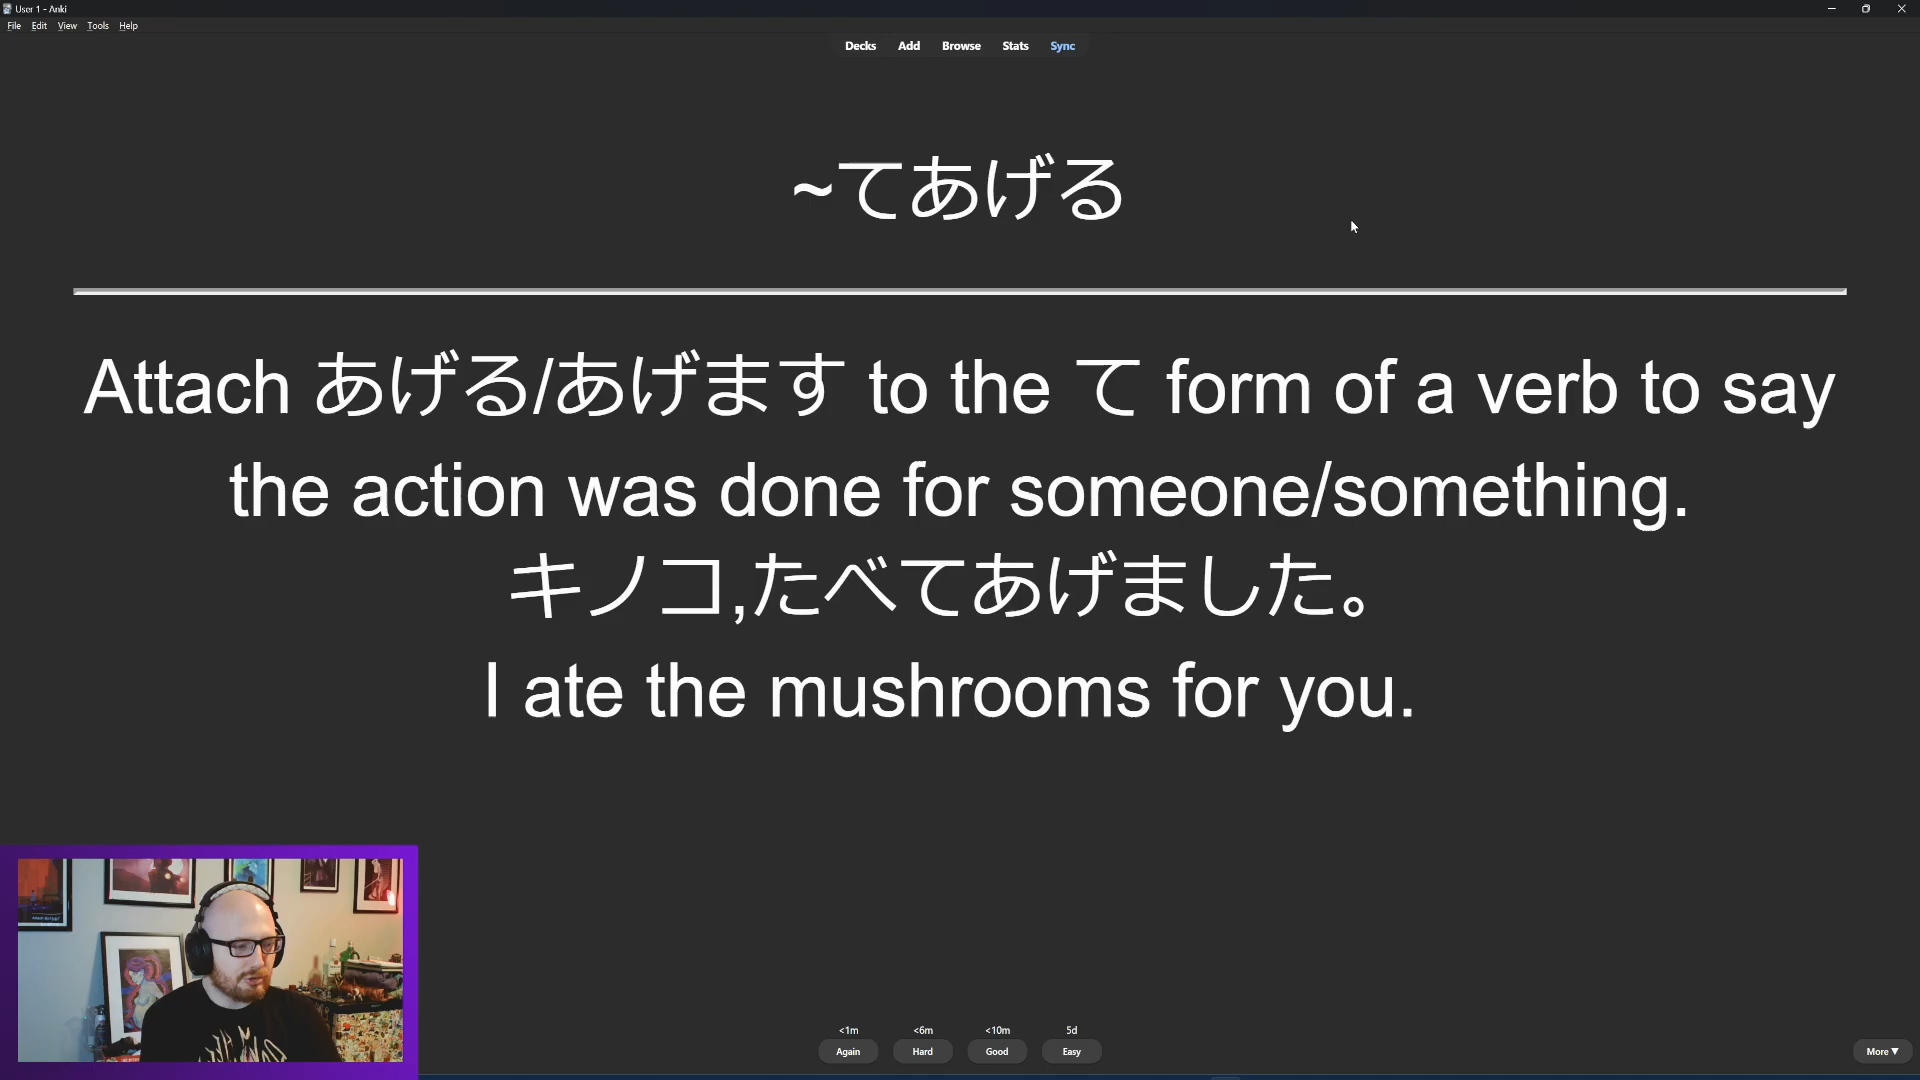 User 1 - Anki
File Edit View Tools Help
Decks Add Browse Stats Sync
~てあげる
Attach あげる/あげます to the て form of a verb to say
the action was done for someone/something.
キノコ,たべてあげました。
I ate the mushrooms for you.
<1m <6m <10m 5d
Again Hard Good Easy
More ▼